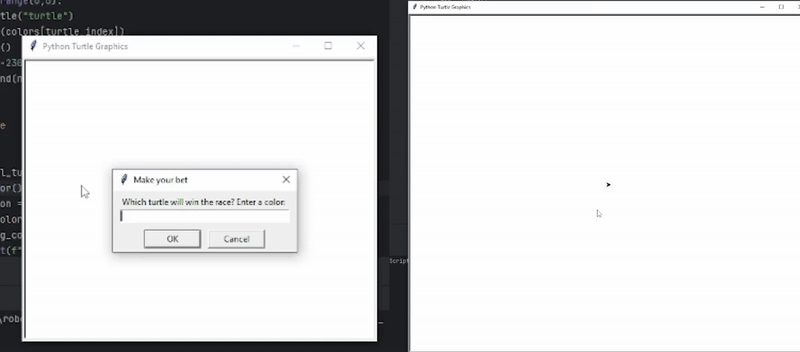 range(0,6):
tle("turtle")
(colors[turtle_index])
()
-230
nd(n
e
l_tu
or()
on =
olor
g_co
t(f"
\robo
Python Turtle Graphics
Make your bet
Which turtle will win the race? Enter a color:
OK
Cancel
Script
Python Turtle Graphics